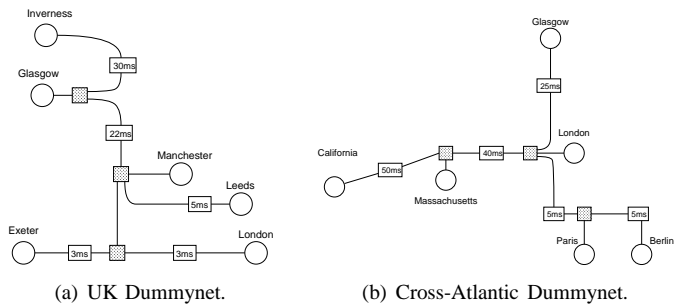 Inverness
30ms
Glasgow
22ms
Manchester
Leeds
5ms
Exeter
London
3ms
3ms
(a) UK Dummynet.
Glasgow
25ms
California
London
40ms
50ms
Massachusetts
5ms
5ms
Paris
Berlin
(b) Cross-Atlantic Dummynet.